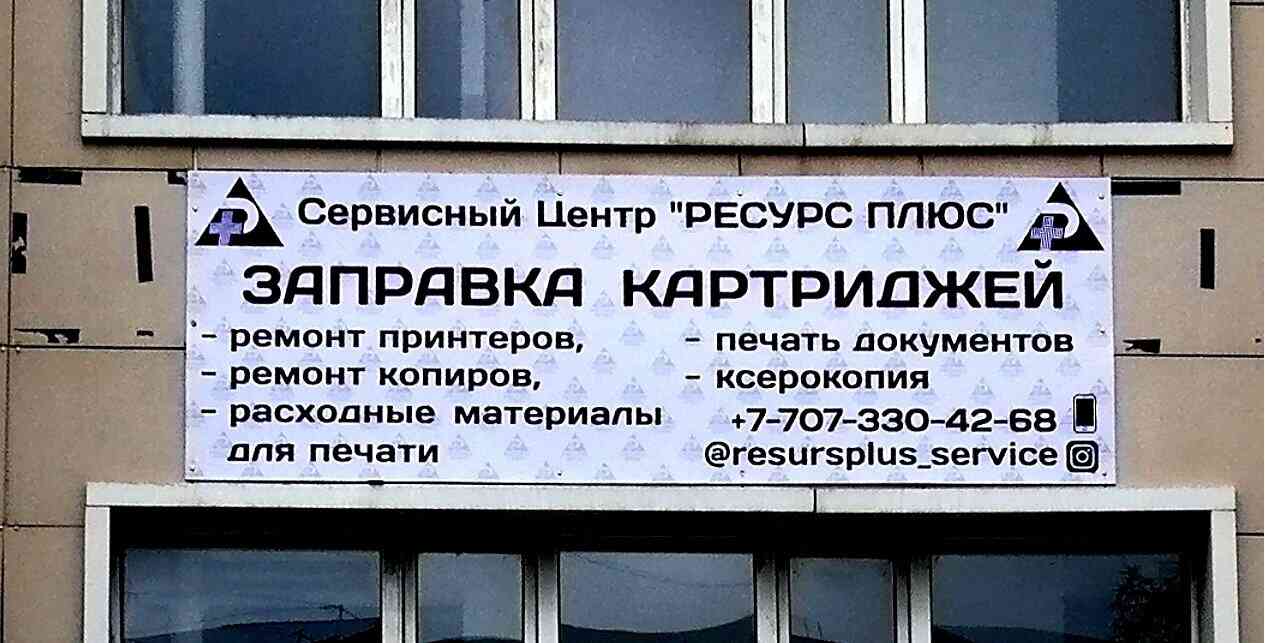 Сервисный Центр "РЕСУРС ПЛЮС"
ЗАПРАВКА КАРТРИДЖЕЙ
- ремонт принтеров,
- ремонт копиров,
- расходные материалы
для печати
- печать документов
- ксерокопия
+7-707-330-42-68
@resursplus_service